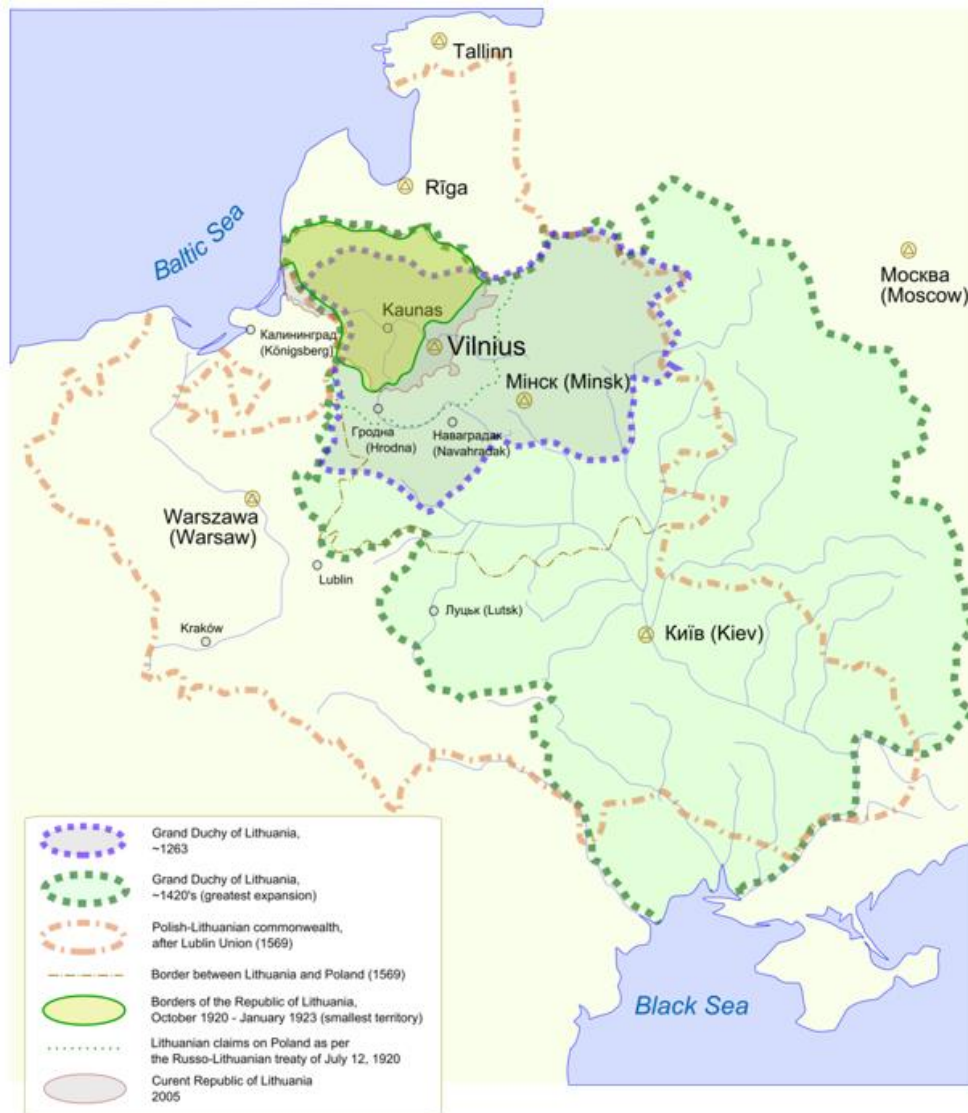 Tallinn
Rīga
Baltic Sea
Москва
(Moscow)
Kaunas
Калининград
(Königsberg)
Vilnius
Мінск (Minsk)
Гродна
(Hrodna)
Наваградак
(Navahradak)
Warszawa
(Warsaw)
Lublin
Луцьк (Lutsk)
Kraków
Київ (Kiev)
Black Sea
Grand Duchy of Lithuania,
~1263
Grand Duchy of Lithuania,
~1420's (greatest expansion)
Polish-Lithuanian commonwealth,
after Lublin Union (1569)
Border between Lithuania and Poland (1569)
Borders of the Republic of Lithuania,
October 1920 - January 1923 (smallest territory)
Lithuanian claims on Poland as per
the Russo-Lithuanian treaty of July 12, 1920
Curent Republic of Lithuania
2005